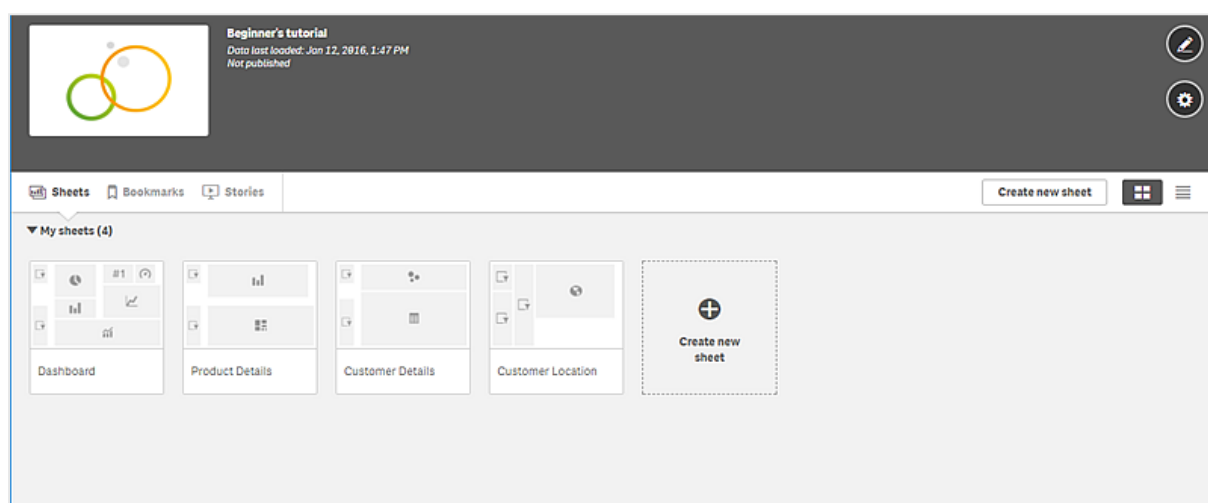 Beginner's tutorial
Data last loaded: Jan 12, 2016, 1:47 PM
Not published
Sheets
Bookmarks
Stories
Create new sheet
My sheets (4)
#1
Dashboard
Product Details
Customer Details
Customer Location
Create new
sheet